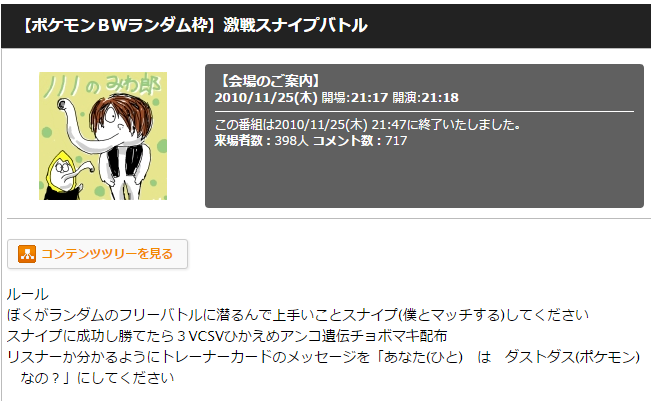 【ポケモンＢＷランダム枠】激戦スナイプバトル
ﾉﾉﾉのみわ郎
【会場のご案内】
2010/11/25(木) 開場:21:17 開演:21:18
この番組は2010/11/25(木) 21:47に終了いたしました。
来場者数：398人 コメント数：717
コンテンツツリーを見る
ルール
ぼくがランダムのフリーバトルに潜るんで上手いことスナイプ(僕とマッチする)してください
スナイプに成功し勝てたら３VCSVひかえめアンコ遺伝チョボマキ配布
リスナーか分かるようにトレーナーカードのメッセージを「あなた(ひと)　は　ダストダス(ポケモン)
なの？」にしてください